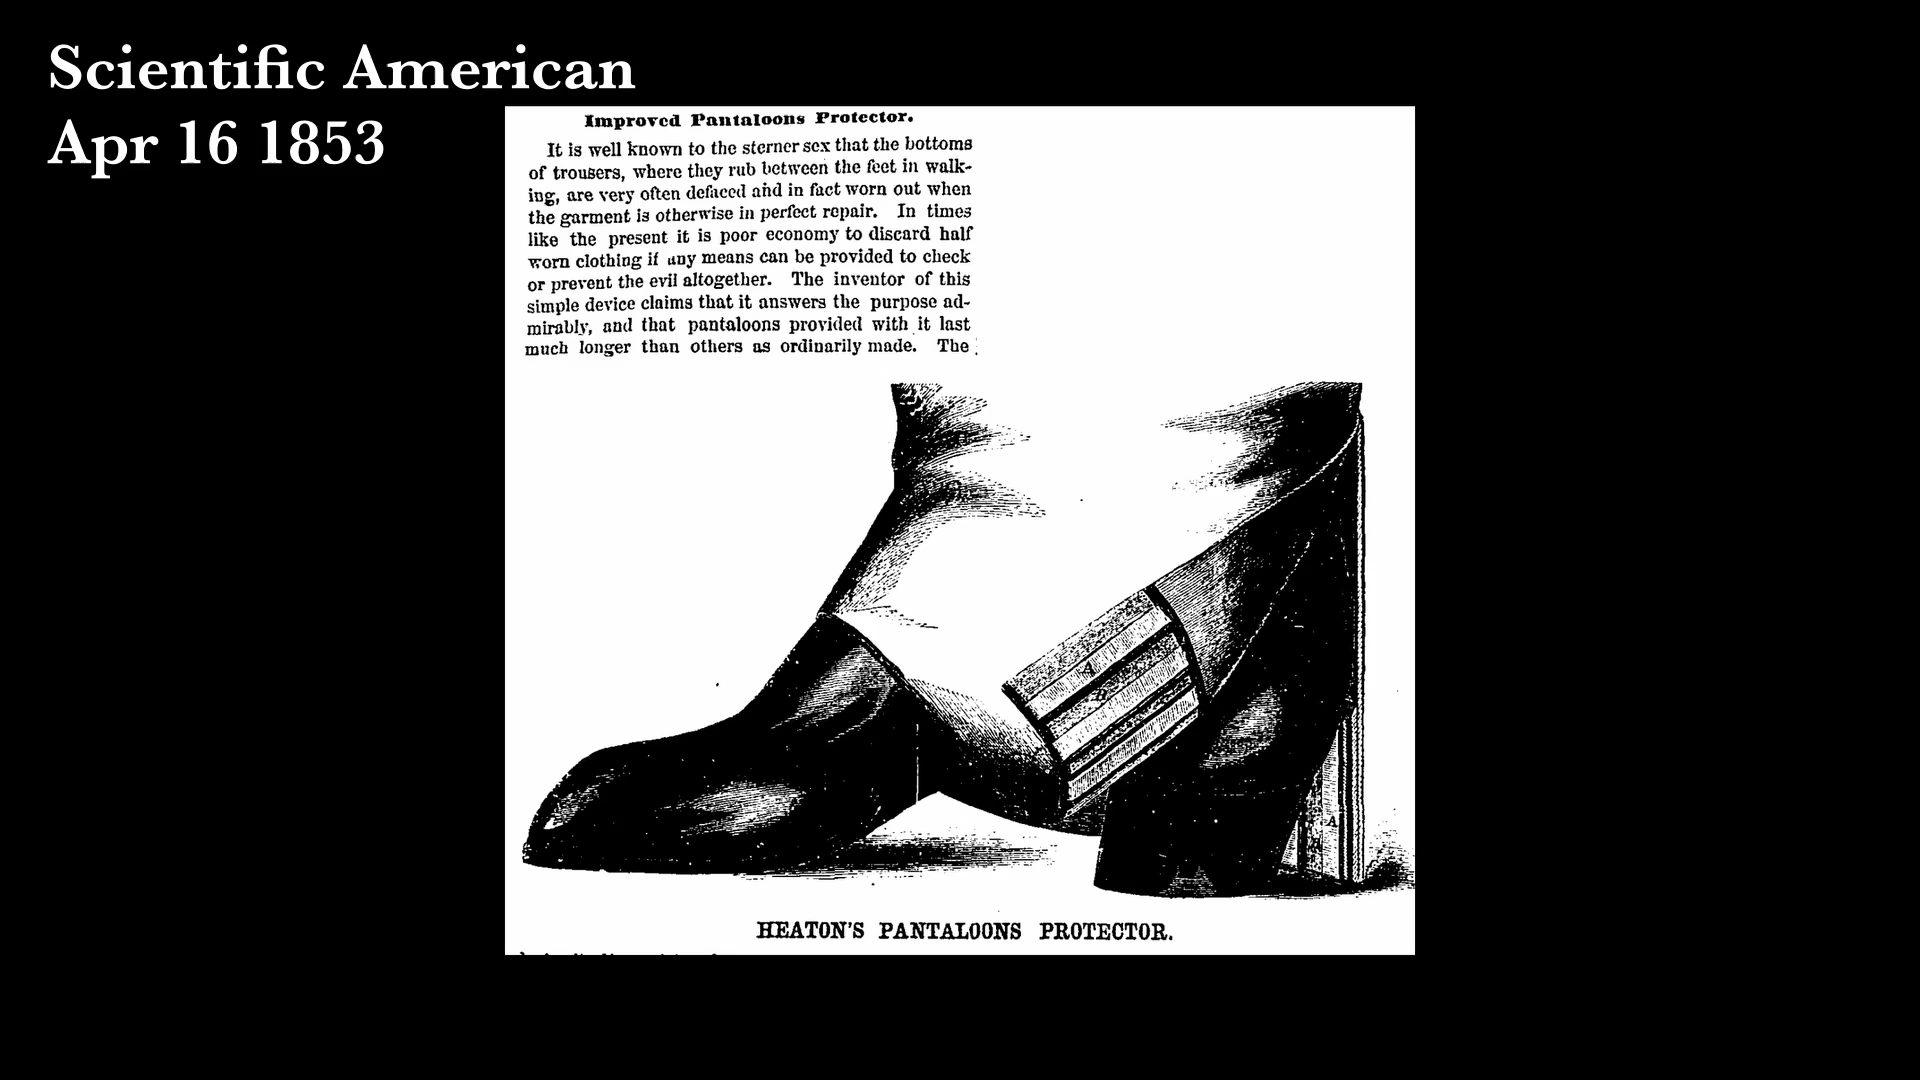 Scientific American
Apr 16 1853
Improved Pantaloons Protector.
It is well known to the sterner sex that the bottoms
of trousers, where they rub between the feet in walk-
ing, are very often defaced and in fact worn out when
the garment is otherwise in perfect repair. In times
like the present it is poor economy to discard half
worn clothing if any means can be provided to check
or prevent the evil altogether. The inventor of this
simple device claims that it answers the purpose ad-
mirably, and that pantaloons provided with it last
much longer than others as ordinarily made. The
A
A
HEATON'S PANTALOONS PROTECTOR.